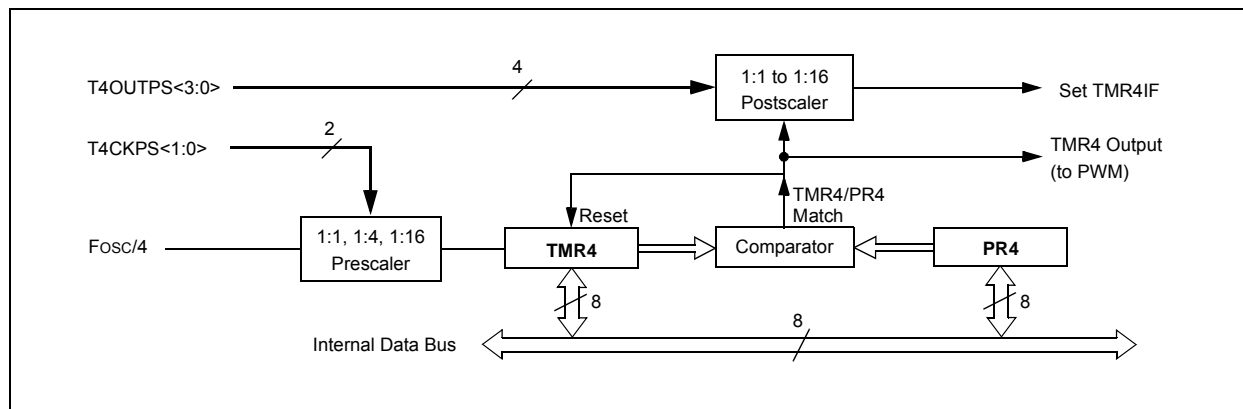 T4OUTPS<3:0>
4
1:1 to 1:16
Postscaler
Set TMR4IF
T4CKPS<1:0>
2
TMR4 Output
(to PWM)
TMR4/PR4
Match
Reset
FOSC/4
1:1, 1:4, 1:16
Prescaler
TMR4
Comparator
PR4
8
8
8
Internal Data Bus